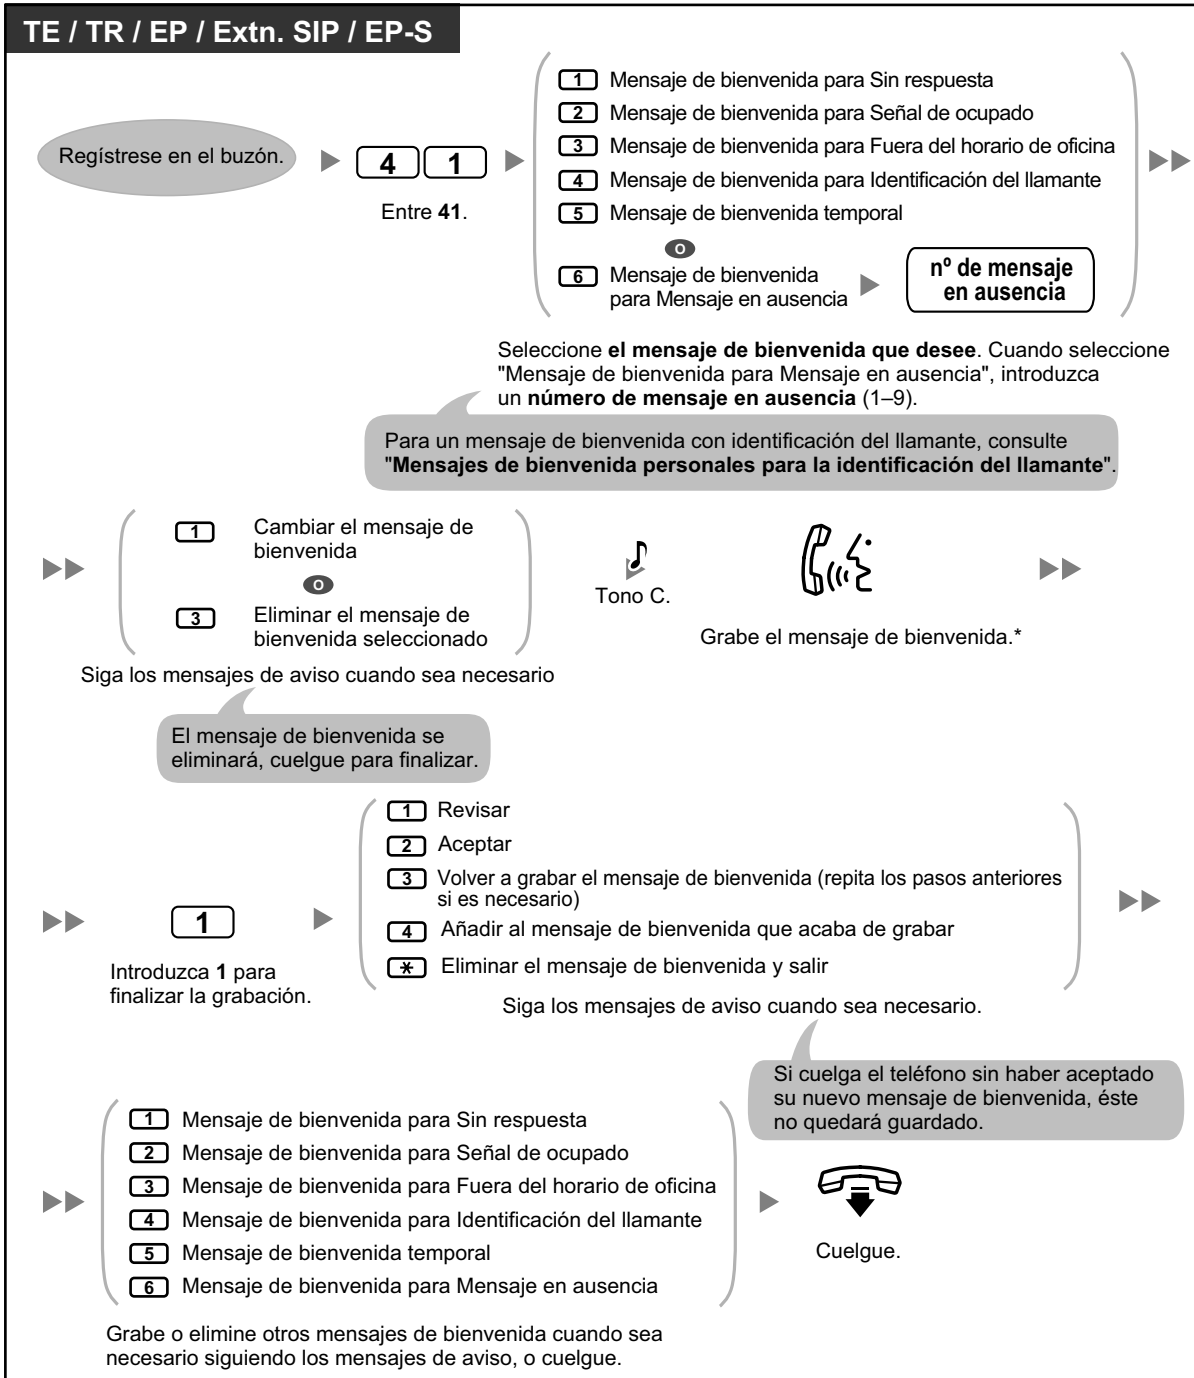 TE / TR / EP / Extn. SIP / EP-S
Regístrese en el buzón.
4 1
Entre 41.
1 Mensaje de bienvenida para Sin respuesta
2 Mensaje de bienvenida para Señal de ocupado
3 Mensaje de bienvenida para Fuera del horario de oficina
4 Mensaje de bienvenida para Identificación del llamante
5 Mensaje de bienvenida temporal
O
6 Mensaje de bienvenida
para Mensaje en ausencia
nº de mensaje
en ausencia
Seleccione el mensaje de bienvenida que desee. Cuando seleccione
"Mensaje de bienvenida para Mensaje en ausencia", introduzca
un número de mensaje en ausencia (1–9).
Para un mensaje de bienvenida con identificación del llamante, consulte
"Mensajes de bienvenida personales para la identificación del llamante".
1 Cambiar el mensaje de
bienvenida
O
3 Eliminar el mensaje de
bienvenida seleccionado
Siga los mensajes de aviso cuando sea necesario
El mensaje de bienvenida se
eliminará, cuelgue para finalizar.
Tono C.
Grabe el mensaje de bienvenida.*
1
Introduzca 1 para
finalizar la grabación.
1 Revisar
2 Aceptar
3 Volver a grabar el mensaje de bienvenida (repita los pasos anteriores
si es necesario)
4 Añadir al mensaje de bienvenida que acaba de grabar
* Eliminar el mensaje de bienvenida y salir
Siga los mensajes de aviso cuando sea necesario.
Si cuelga el teléfono sin haber aceptado
su nuevo mensaje de bienvenida, éste
no quedará guardado.
1 Mensaje de bienvenida para Sin respuesta
2 Mensaje de bienvenida para Señal de ocupado
3 Mensaje de bienvenida para Fuera del horario de oficina
4 Mensaje de bienvenida para Identificación del llamante
5 Mensaje de bienvenida temporal
6 Mensaje de bienvenida para Mensaje en ausencia
Grabe o elimine otros mensajes de bienvenida cuando sea
necesario siguiendo los mensajes de aviso, o cuelgue.
Cuelgue.